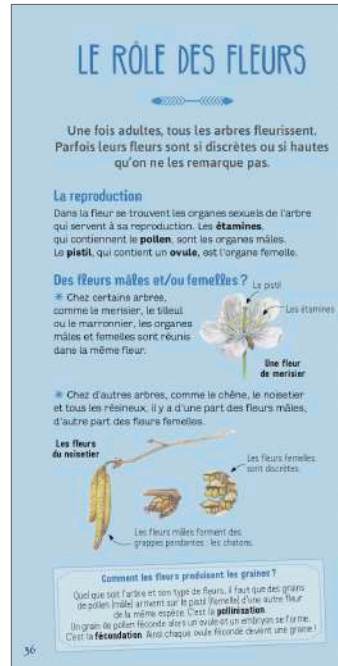 LE RÔLE DES FLEURS
Une fois adultes, tous les arbres fleurissent.
Parfois leurs fleurs sont si discrètes ou si hautes
qu'on ne les remarque pas.
La reproduction
Dans la fleur se trouvent les organes sexuels de l'arbre
qui servent à sa reproduction. Les étamines,
qui contiennent le pollen, sont les organes mâles.
Le pistil, qui contient un ovule, est l'organe femelle.
Des fleurs mâles et/ou femelles ?
Chez certains arbres,
comme le merisier, le tilleul
ou le marronnier, les organes
mâles et femelles sont réunis
dans la même fleur.
Le pistil
Les étamines
Une fleur
de merisier
Chez d'autres arbres, comme le chêne, le noisetier
et tous les résineux, il y a d'une part des fleurs mâles,
d'autre part des fleurs femelles.
Les fleurs
du noisetier
Les fleurs femelles
sont discrètes.
Les fleurs mâles forment des
grappes pendantes : les chatons.
Comment les fleurs produisent les graines ?
Quel que soit l'arbre et son type de fleurs, il faut que des grains
de pollen (mâle) arrivent sur le pistil (femelle) d'une autre fleur
de la même espèce. C'est la pollinisation.
Un grain de pollen féconde alors un ovule et un embryon se forme.
C'est la fécondation. Ainsi chaque ovule fécondé devient une graine !
36